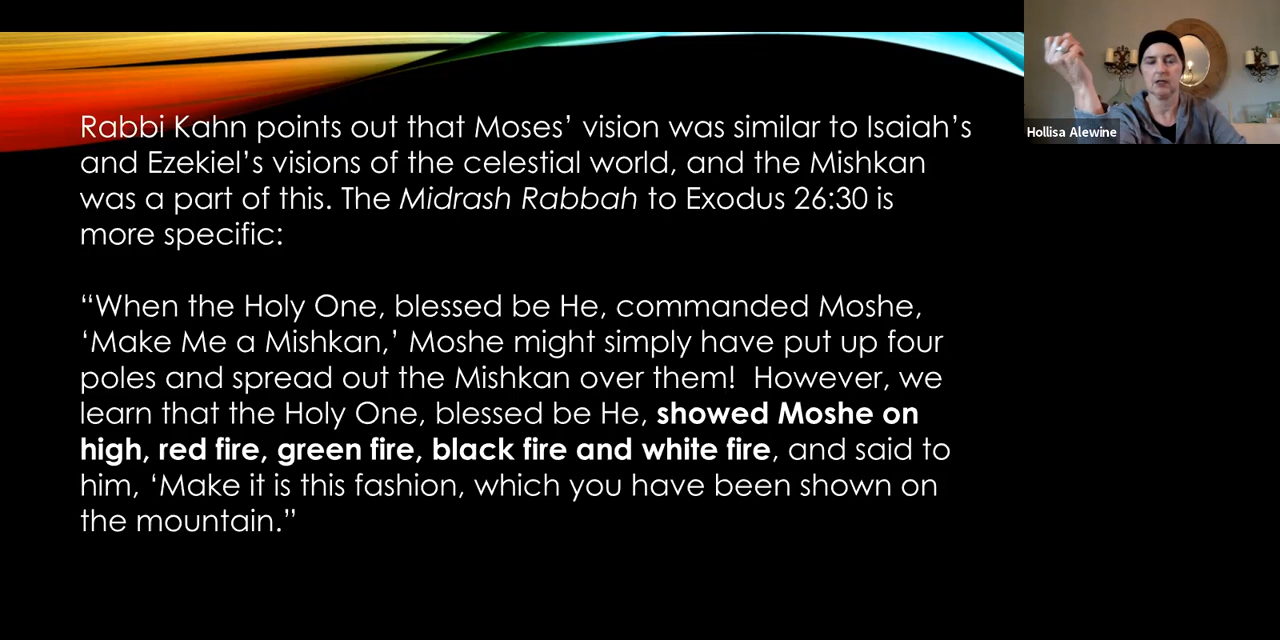 Rabbi Kahn points out that Moses’ vision was similar to Isaiah’s
and Ezekiel’s visions of the celestial world, and the Mishkan
was a part of this. The Midrash Rabbah to Exodus 26:30 is
more specific:
“When the Holy One, blessed be He, commanded Moshe,
‘Make Me a Mishkan,’ Moshe might simply have put up four
poles and spread out the Mishkan over them! However, we
learn that the Holy One, blessed be He, showed Moshe on
high, red fire, green fire, black fire and white fire, and said to
him, ‘Make it is this fashion, which you have been shown on
the mountain.”
Hollisa Alewine